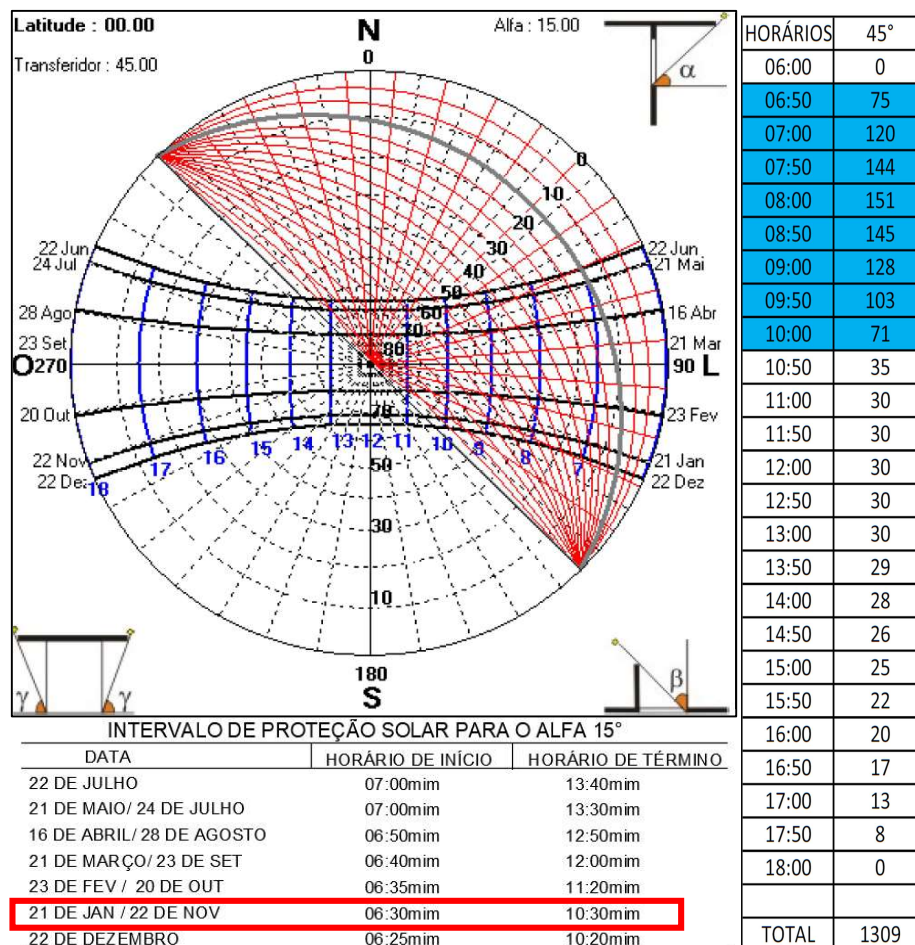 Latitude : 00.00
N
Alfa : 15.00
Transferidor : 45.00
0
α
0
10
20
30
40
50
60
70
80
22 Jun
24 Jul
28 Ago
23 Set
O 270
20 Out
22 Nov
22 Dez
22 Jun
21 Mai
16 Abr
21 Mar
90 L
23 Fev
21 Jan
22 Dez
18
17
16
15
14
13
12
11
10
9
8
7
70
50
30
10
180
S
γ
γ
β
INTERVALO DE PROTEÇÃO SOLAR PARA O ALFA 15°
DATA HORÁRIO DE INÍCIO HORÁRIO DE TÉRMINO
22 DE JULHO 07:00mim 13:40mim
21 DE MAIO/ 24 DE JULHO 07:00mim 13:30mim
16 DE ABRIL/ 28 DE AGOSTO 06:50mim 12:50mim
21 DE MARÇO/ 23 DE SET 06:40mim 12:00mim
23 DE FEV / 20 DE OUT 06:35mim 11:20mim
21 DE JAN / 22 DE NOV 06:30mim 10:30mim
22 DE DEZEMBRO 06:25mim 10:20mim
HORÁRIOS 45°
06:00 0
06:50 75
07:00 120
07:50 144
08:00 151
08:50 145
09:00 128
09:50 103
10:00 71
10:50 35
11:00 30
11:50 30
12:00 30
12:50 30
13:00 30
13:50 29
14:00 28
14:50 26
15:00 25
15:50 22
16:00 20
16:50 17
17:00 13
17:50 8
18:00 0
TOTAL 1309